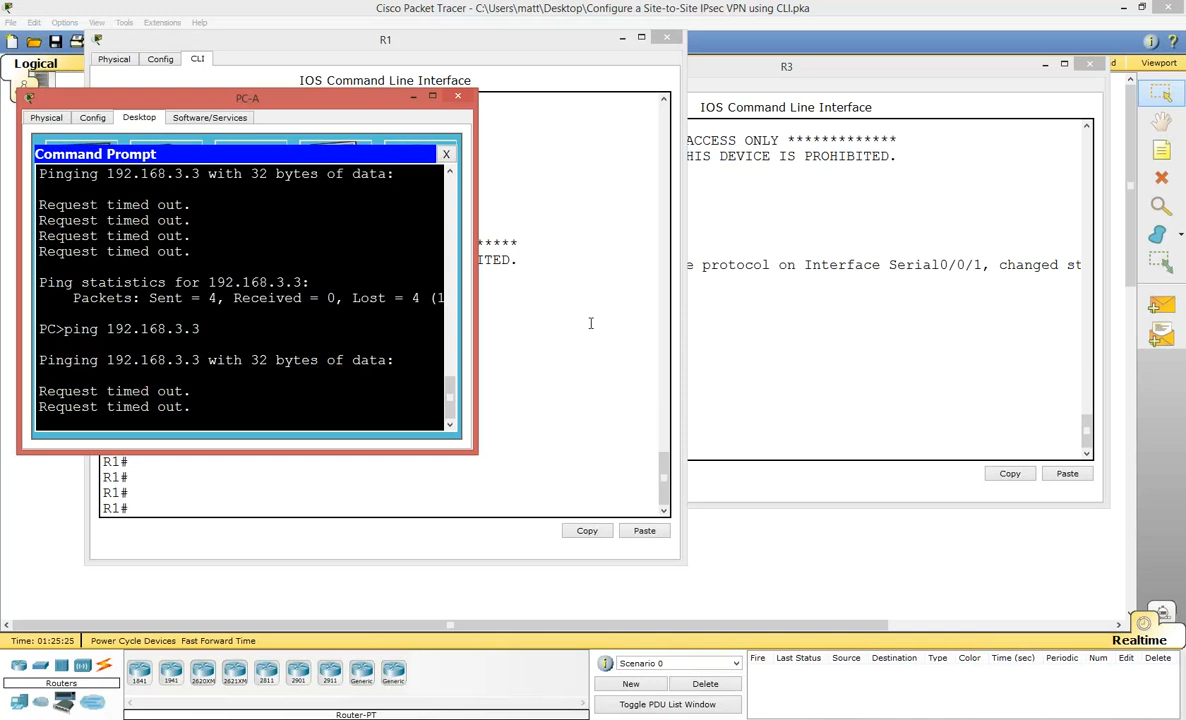 Cisco Packet Tracer - C:\Users\matt\Desktop\Configure a Site-to-Site IPsec VPN using CLI.pka
File Edit Options View Tools Extensions Help
Logical
Viewport
R1
Physical Config CLI
IOS Command Line Interface
*****
ITED.
R1#
R1#
R1#
R1#
Copy Paste
PC-A
Physical Config Desktop Software/Services
Command Prompt X
Pinging 192.168.3.3 with 32 bytes of data:
Request timed out.
Request timed out.
Request timed out.
Request timed out.
Ping statistics for 192.168.3.3:
Packets: Sent = 4, Received = 0, Lost = 4 (1
PC>ping 192.168.3.3
Pinging 192.168.3.3 with 32 bytes of data:
Request timed out.
Request timed out.
R3
IOS Command Line Interface
ACCESS ONLY *************
HIS DEVICE IS PROHIBITED.
e protocol on Interface Serial0/0/1, changed st
Copy Paste
Time: 01:25:25 Power Cycle Devices Fast Forward Time
Realtime
Routers
1841 1941 2620XM 2621XM 2811 2901 2911 Generic Generic
Router-PT
Scenario 0
New Delete
Toggle PDU List Window
Fire Last Status Source Destination Type Color Time (sec) Periodic Num Edit Delete